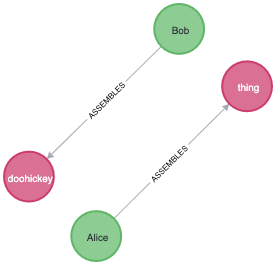 Bob
thing
ASSEMBLES
doohickey
ASSEMBLES
Alice